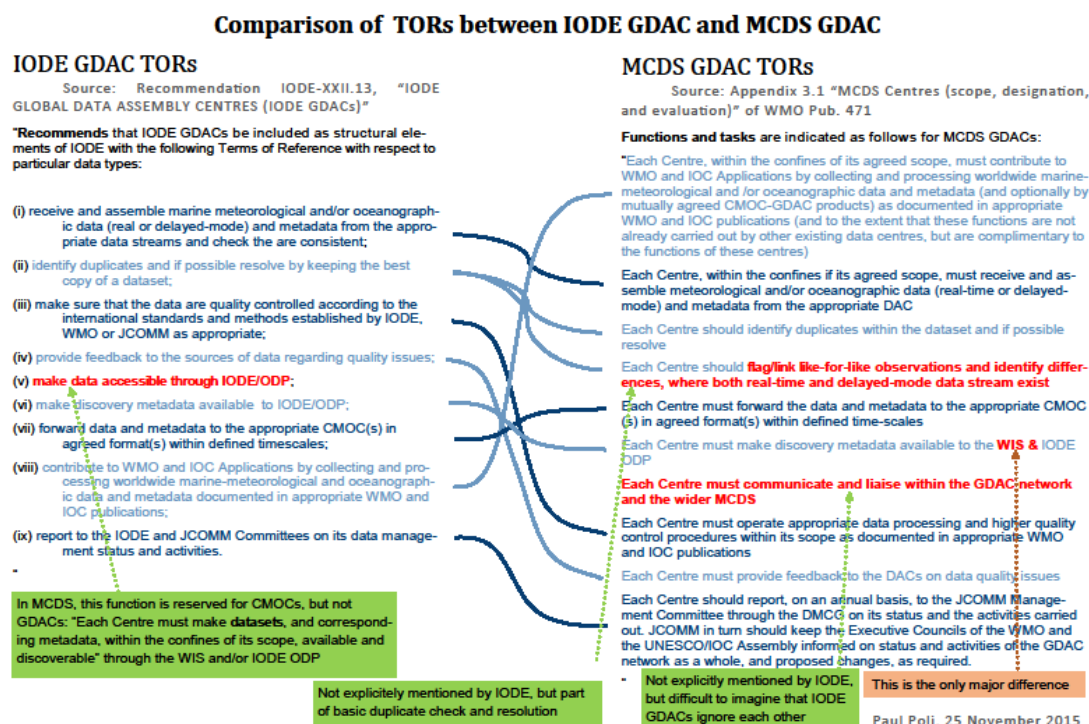 Comparison of TORs between IODE GDAC and MCDS GDAC
IODE GDAC TORs
Source: Recommendation IODE-XXII.13, "IODE
GLOBAL DATA ASSEMBLY CENTRES (IODE GDACs)"
"Recommends that IODE GDACs be included as structural ele-
ments of IODE with the following Terms of Reference with respect to
particular data types:
(i) receive and assemble marine meteorological and/or oceanograph-
ic data (real or delayed-mode) and metadata from the appro-
priate data streams and check the are consistent;
(ii) identify duplicates and if possible resolve by keeping the best
copy of a dataset;
(iii) make sure that the data are quality controlled according to the
international standards and methods established by IODE,
WMO or JCOMM as appropriate;
(iv) provide feedback to the sources of data regarding quality issues;
(v) make data accessible through IODE/ODP;
(vi) make discovery metadata available to IODE/ODP;
(vii) forward data and metadata to the appropriate CMOC(s) in
agreed format(s) within defined timescales;
(viii) contribute to WMO and IOC Applications by collecting and pro-
cessing worldwide marine-meteorological and oceanograph-
ic data and metadata documented in appropriate WMO and
IOC publications;
(ix) report to the IODE and JCOMM Committees on its data manage-
ment status and activities.
"
In MCDS, this function is reserved for CMOCs, but not
GDACs: "Each Centre must make datasets, and correspond-
ing metadata, within the confines of its scope, available and
discoverable" through the WIS and/or IODE ODP
Not explicitely mentioned by IODE, but part
of basic duplicate check and resolution
MCDS GDAC TORs
Source: Appendix 3.1 "MCDS Centres (scope, designation,
and evaluation)" of WMO Pub. 471
Functions and tasks are indicated as follows for MCDS GDACs:
"Each Centre, within the confines of its agreed scope, must contribute to
WMO and IOC Applications by collecting and processing worldwide marine-
meteorological and /or oceanographic data and metadata (and optionally by
mutually agreed CMOC-GDAC products) as documented in appropriate
WMO and IOC publications (and to the extent that these functions are not
already carried out by other existing data centres, but are complimentary to
the functions of these centres)
Each Centre, within the confines if its agreed scope, must receive and as-
semble meteorological and/or oceanographic data (real-time or delayed-
mode) and metadata from the appropriate DAC
Each Centre should identify duplicates within the dataset and if possible
resolve
Each Centre should flag/link like-for-like observations and identify differ-
ences, where both real-time and delayed-mode data stream exist
Each Centre must forward the data and metadata to the appropriate CMOC
(s) in agreed format(s) within defined time-scales
Each Centre must make discovery metadata available to the WIS & IODE
ODP
Each Centre must communicate and liaise within the GDAC network
and the wider MCDS
Each Centre must operate appropriate data processing and higher quality
control procedures within its scope as documented in appropriate WMO
and IOC publications
Each Centre must provide feedback to the DACs on data quality issues
Each Centre should report, on an annual basis, to the JCOMM Manage-
ment Committee through the DMCG on its status and the activities carried
out. JCOMM in turn should keep the Executive Councils of the WMO and
the UNESCO/IOC Assembly informed on status and activities of the GDAC
network as a whole, and proposed changes, as required.
"
Not explicitly mentioned by IODE,
but difficult to imagine that IODE
GDACs ignore each other
This is the only major difference
Paul Poli, 25 November 2015